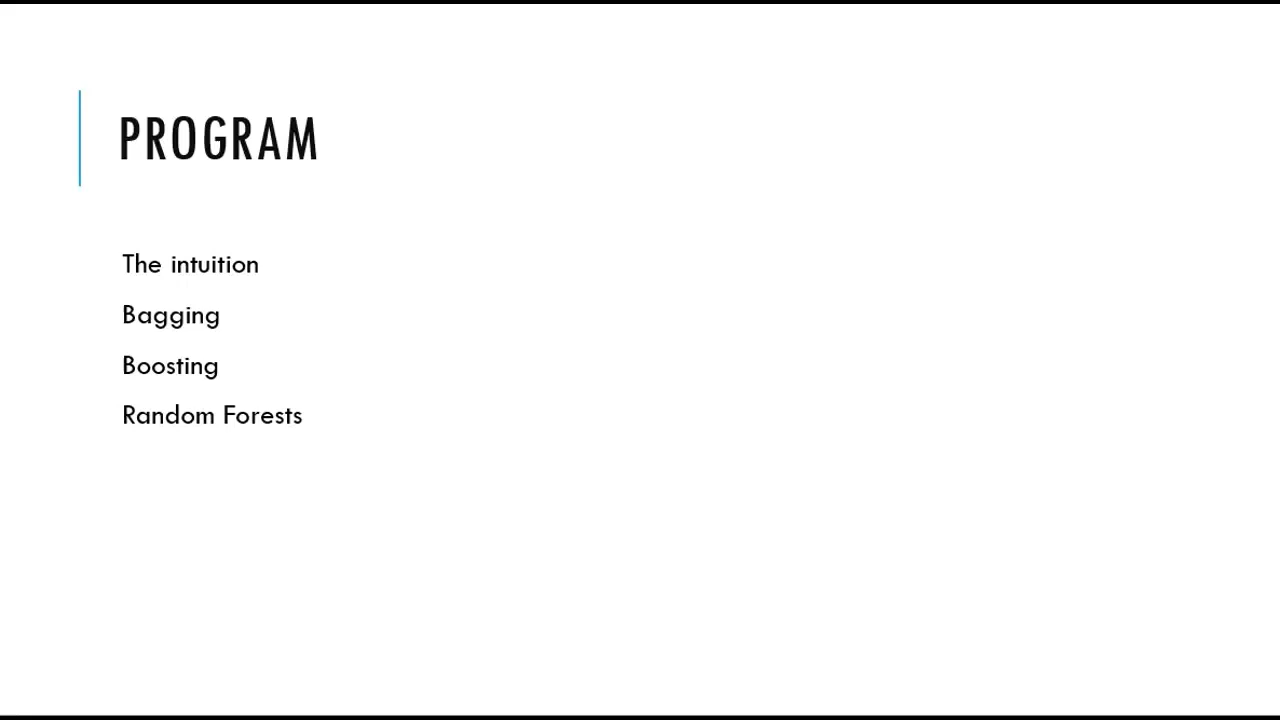 PROGRAM
The intuition
Bagging
Boosting
Random Forests